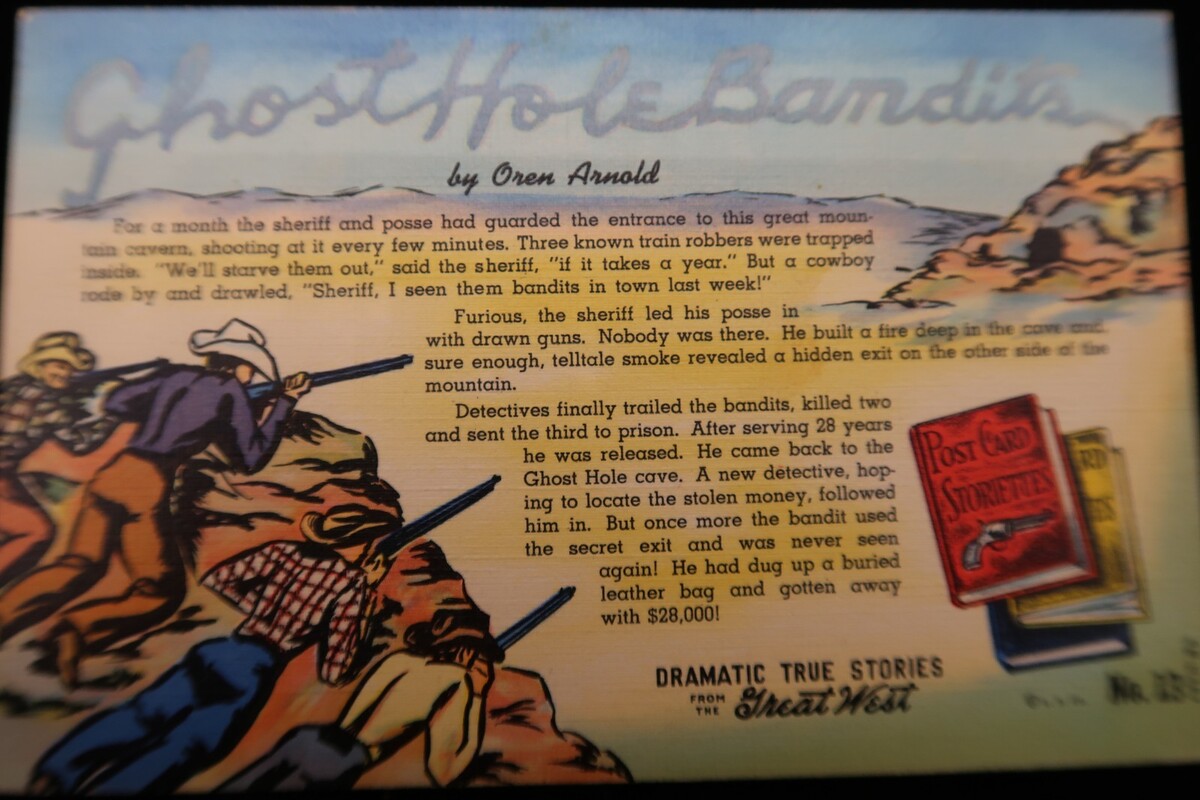 Ghost Hole Bandits
by Oren Arnold
For a month the sheriff and posse had guarded the entrance to this great moun-
tain cavern, shooting at it every few minutes. Three known train robbers were trapped
inside. "We'll starve them out," said the sheriff, "if it takes a year." But a cowboy
rode by and drawled, "Sheriff, I seen them bandits in town last week!"
Furious, the sheriff led his posse in
with drawn guns. Nobody was there. He built a fire deep in the cave and,
sure enough, telltale smoke revealed a hidden exit on the other side of the
mountain.
Detectives finally trailed the bandits, killed two
and sent the third to prison. After serving 28 years
he was released. He came back to the
Ghost Hole cave. A new detective, hop-
ing to locate the stolen money, followed
him in. But once more the bandit used
the secret exit and was never seen
again! He had dug up a buried
leather bag and gotten away
with $28,000!
POST CARD
STORIETTES
RD
ES
DRAMATIC TRUE STORIES
FROM THE Great West
No.